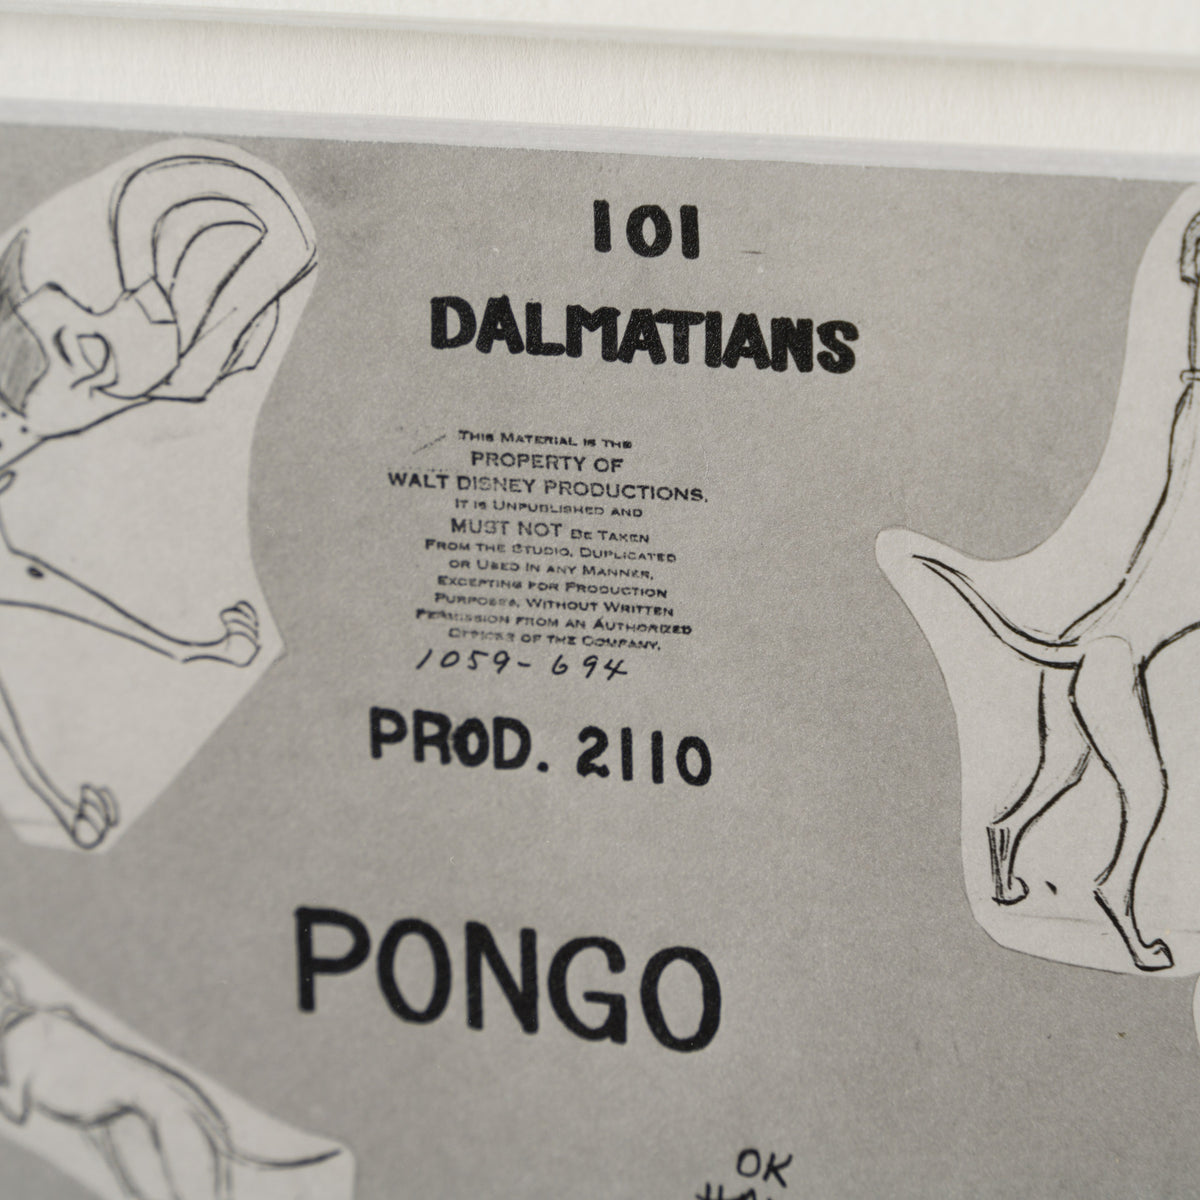 101
DALMATIANS
THIS MATERIAL IS THE
PROPERTY OF
WALT DISNEY PRODUCTIONS,
IT IS UNPUBLISHED AND
MUST NOT BE TAKEN
FROM THE STUDIO, DUPLICATED
OR USED IN ANY MANNER,
EXCEPTING FOR PRODUCTION
PURPOSES, WITHOUT WRITTEN
PERMISSION FROM AN AUTHORIZED
OFFICER OF THE COMPANY.
1059-694
PROD. 2110
PONGO
OK